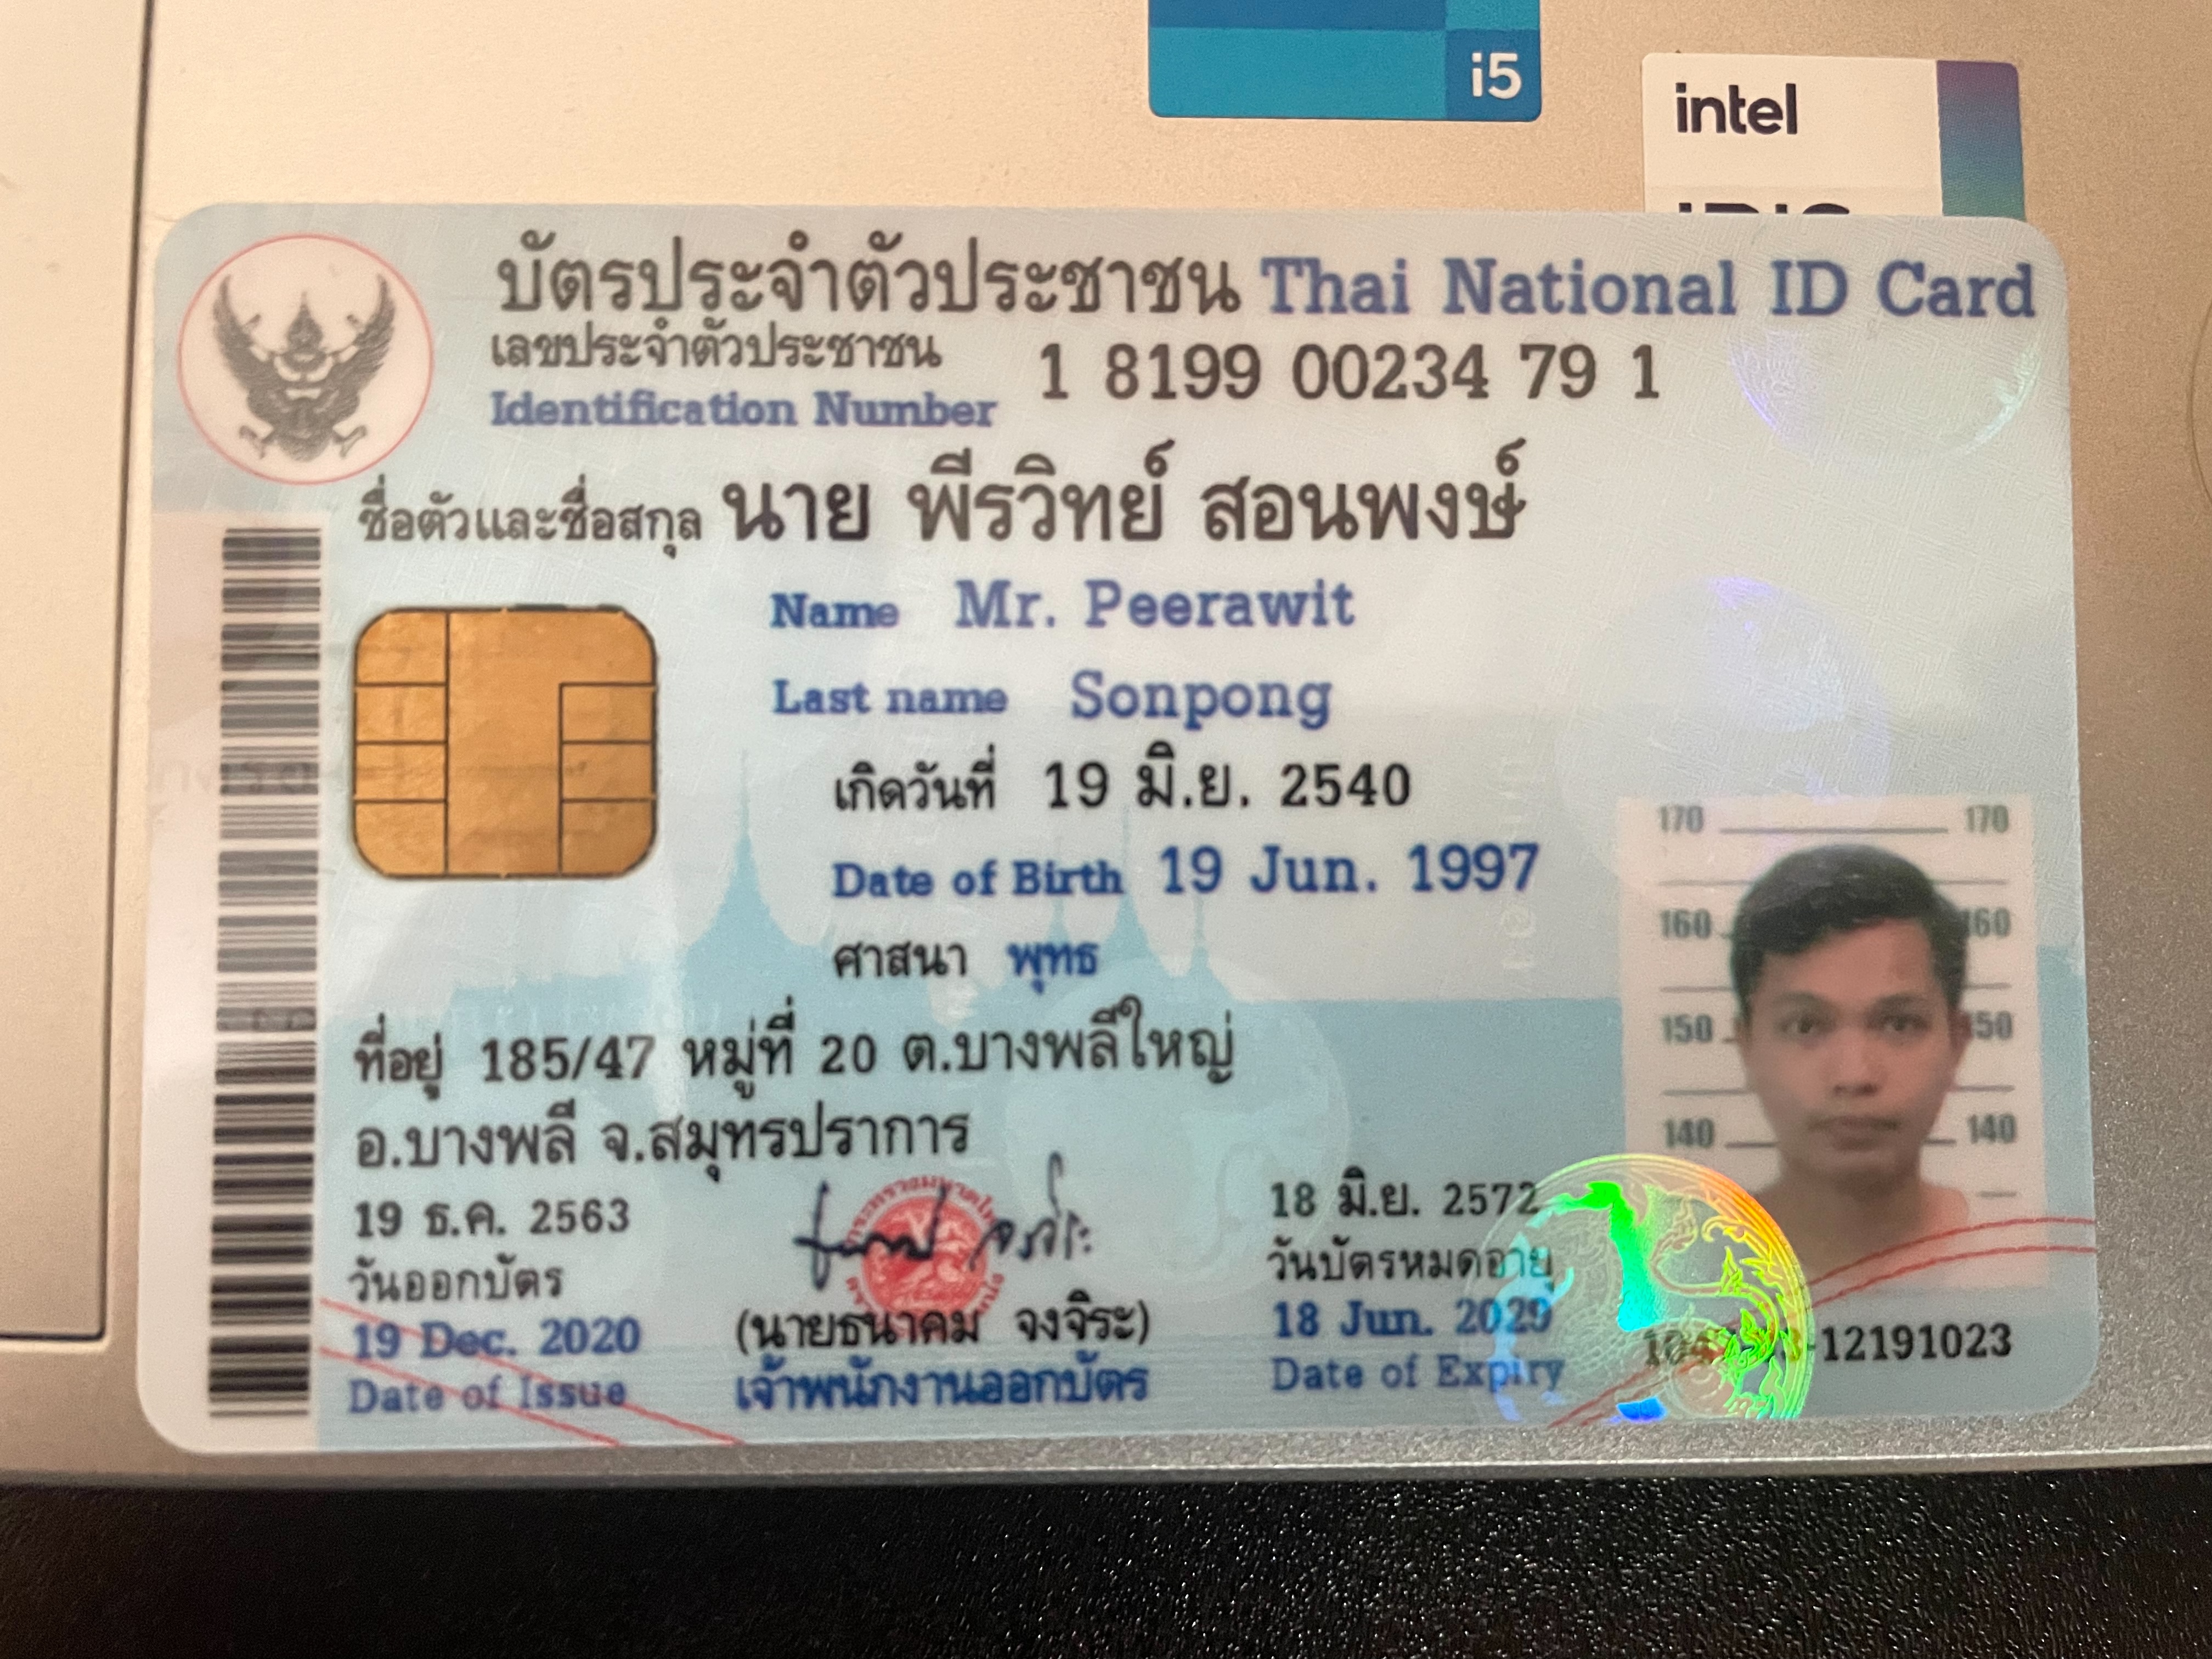 i5
intel
บัตรประจำตัวประชาชน Thai National ID Card
เลขประจำตัวประชาชน
Identification Number
1 8199 00234 79 1
ชื่อตัวและชื่อสกุล นาย พีรวิทย์ สอนพงษ์
Name Mr. Peerawit
Last name Sonpong
เกิดวันที่ 19 มิ.ย. 2540
Date of Birth 19 Jun. 1997
ศาสนา พุทธ
ที่อยู่ 185/47 หมู่ที่ 20 ต.บางพลีใหญ่
อ.บางพลี จ.สมุทรปราการ
19 ธ.ค. 2563
วันออกบัตร
19 Dec. 2020
Date of Issue
(นายธนาคม จงจิระ)
เจ้าพนักงานออกบัตร
18 มิ.ย. 2572
วันบัตรหมดอายุ
18 Jun. 2029
Date of Expiry
170 170
160 160
150 150
140 140